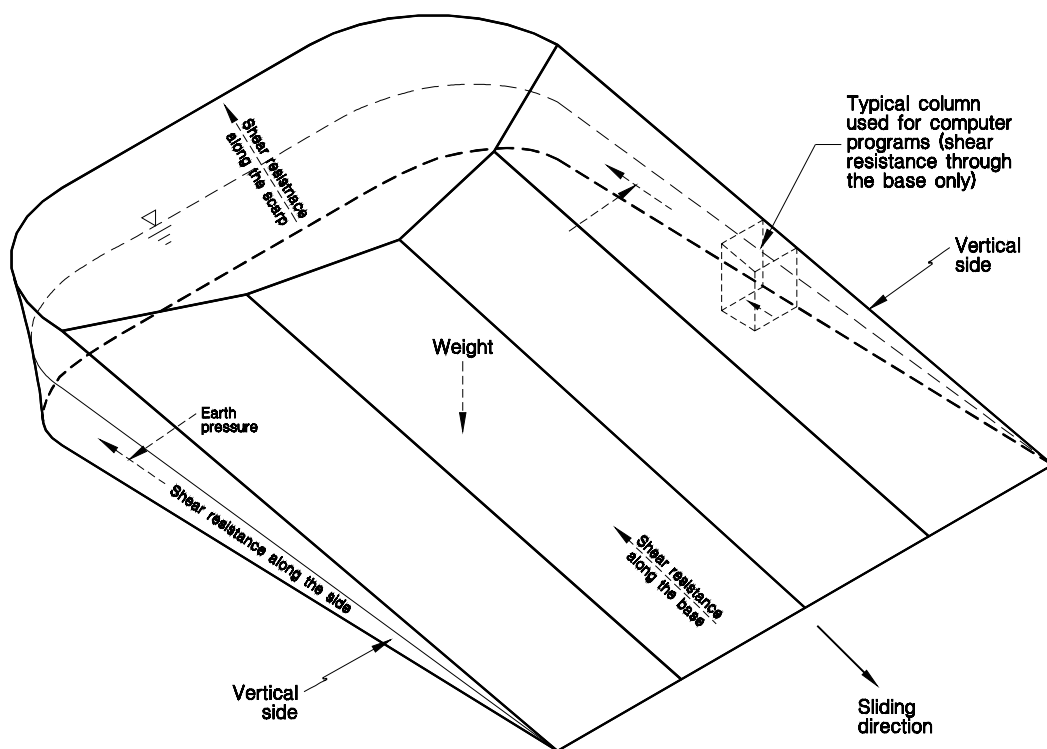 Typical column
used for computer
programs (shear
resistance through
the base only)
Shear resistnace
along the scarp
Vertical
side
Weight
Earth
pressure
Shear resistance along the side
Shear resistance
along the base
Vertical
side
Sliding
direction